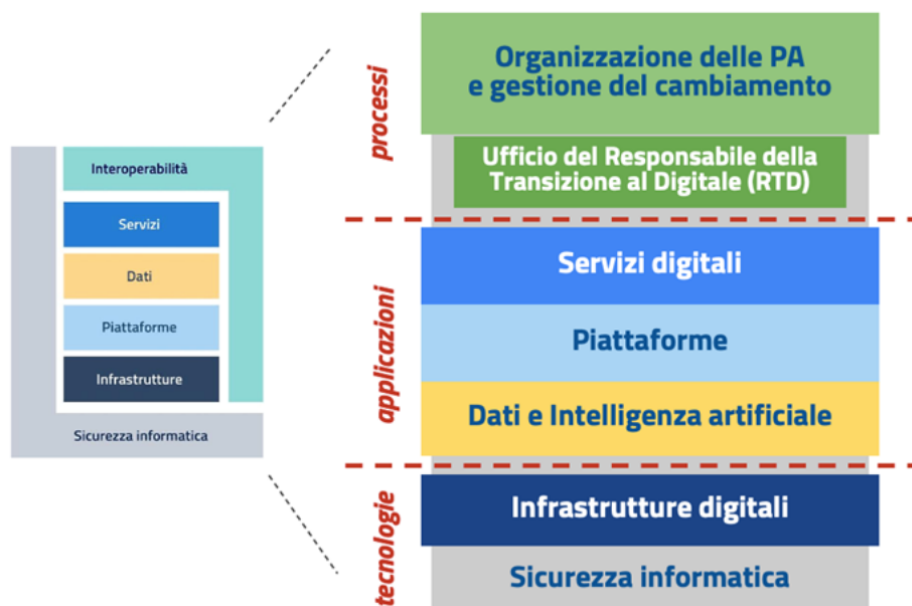 Interoperabilità
Servizi
Dati
Piattaforme
Infrastrutture
Sicurezza informatica
processi
Organizzazione delle PA
e gestione del cambiamento
Ufficio del Responsabile della
Transizione al Digitale (RTD)
applicazioni
Servizi digitali
Piattaforme
Dati e Intelligenza artificiale
tecnologie
Infrastrutture digitali
Sicurezza informatica